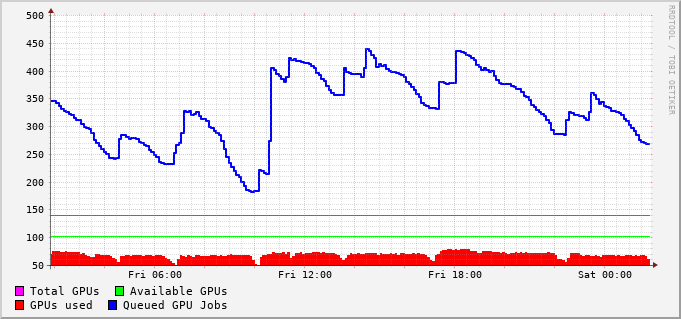 RRDTOOL / TOBI OETIKER
500
450
400
350
300
250
200
150
100
50
Fri 06:00 Fri 12:00 Fri 18:00 Sat 00:00
Total GPUs Available GPUs
GPUs used Queued GPU Jobs